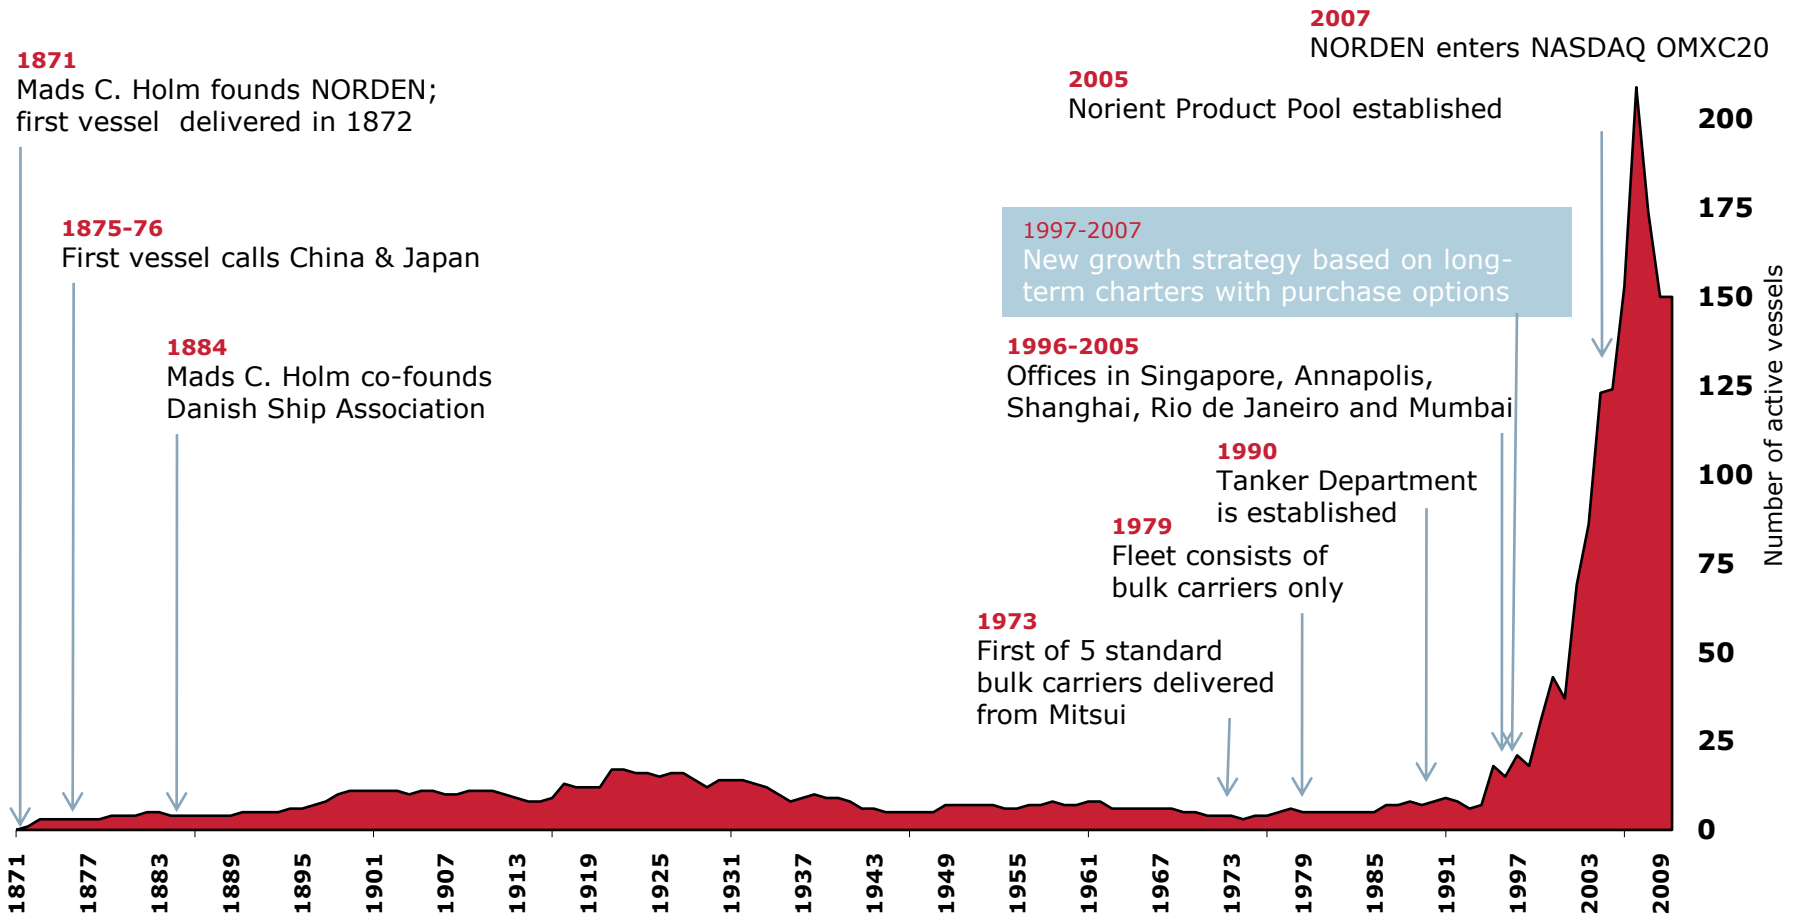 1871
Mads C. Holm founds NORDEN;
first vessel delivered in 1872
1875-76
First vessel calls China & Japan
1884
Mads C. Holm co-founds
Danish Ship Association
2007
NORDEN enters NASDAQ OMXC20
2005
Norient Product Pool established
1997-2007
New growth strategy based on long-
term charters with purchase options
1996-2005
Offices in Singapore, Annapolis,
Shanghai, Rio de Janeiro and Mumbai
1990
Tanker Department
is established
1979
Fleet consists of
bulk carriers only
1973
First of 5 standard
bulk carriers delivered
from Mitsui
200
175
150
125
100
75
50
25
0
Number of active vessels
1871
1877
1883
1889
1895
1901
1907
1913
1919
1925
1931
1937
1943
1949
1955
1961
1967
1973
1979
1985
1991
1997
2003
2009